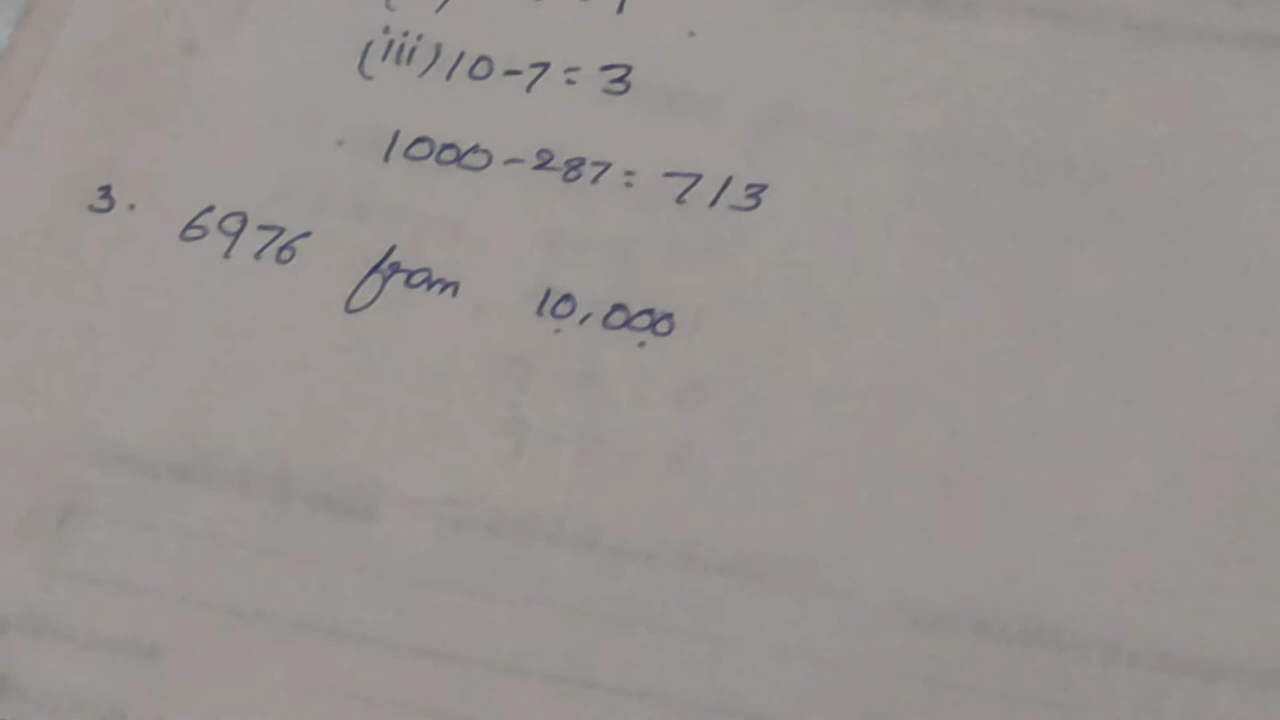 (iii) 10-7=3
1000-287=713
3. 6976 from 10,000